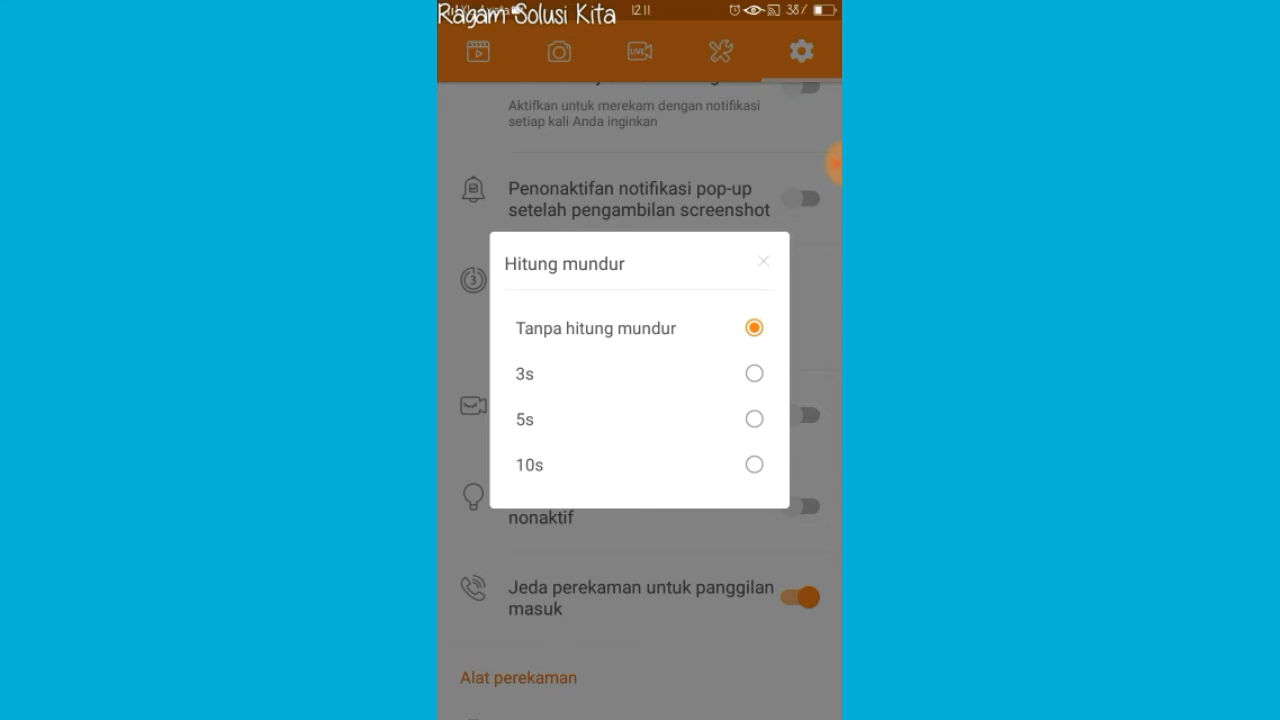 Ragam Solusi Kita
12 11
38%
LIVE
Aktifkan untuk merekam dengan notifikasi
setiap kali Anda inginkan
Penonaktifan notifikasi pop-up
setelah pengambilan screenshot
3
Hitung mundur
Tanpa hitung mundur
3s
5s
10s
nonaktif
Jeda perekaman untuk panggilan
masuk
Alat perekaman